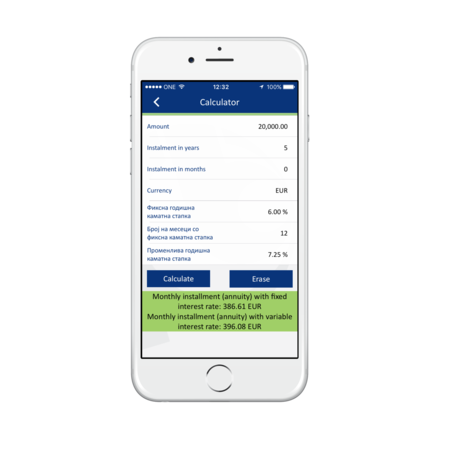 ONE 12:32 100%
Calculator
Amount 20,000.00
Instalment in years 5
Instalment in months 0
Currency EUR
Фиксна годишна
каматна стапка 6.00 %
Број на месеци со
фиксна каматна стапка 12
Променлива годишна
каматна стапка 7.25 %
Calculate Erase
Monthly installment (annuity) with fixed
interest rate: 386.61 EUR
Monthly installment (annuity) with variable
interest rate: 396.08 EUR